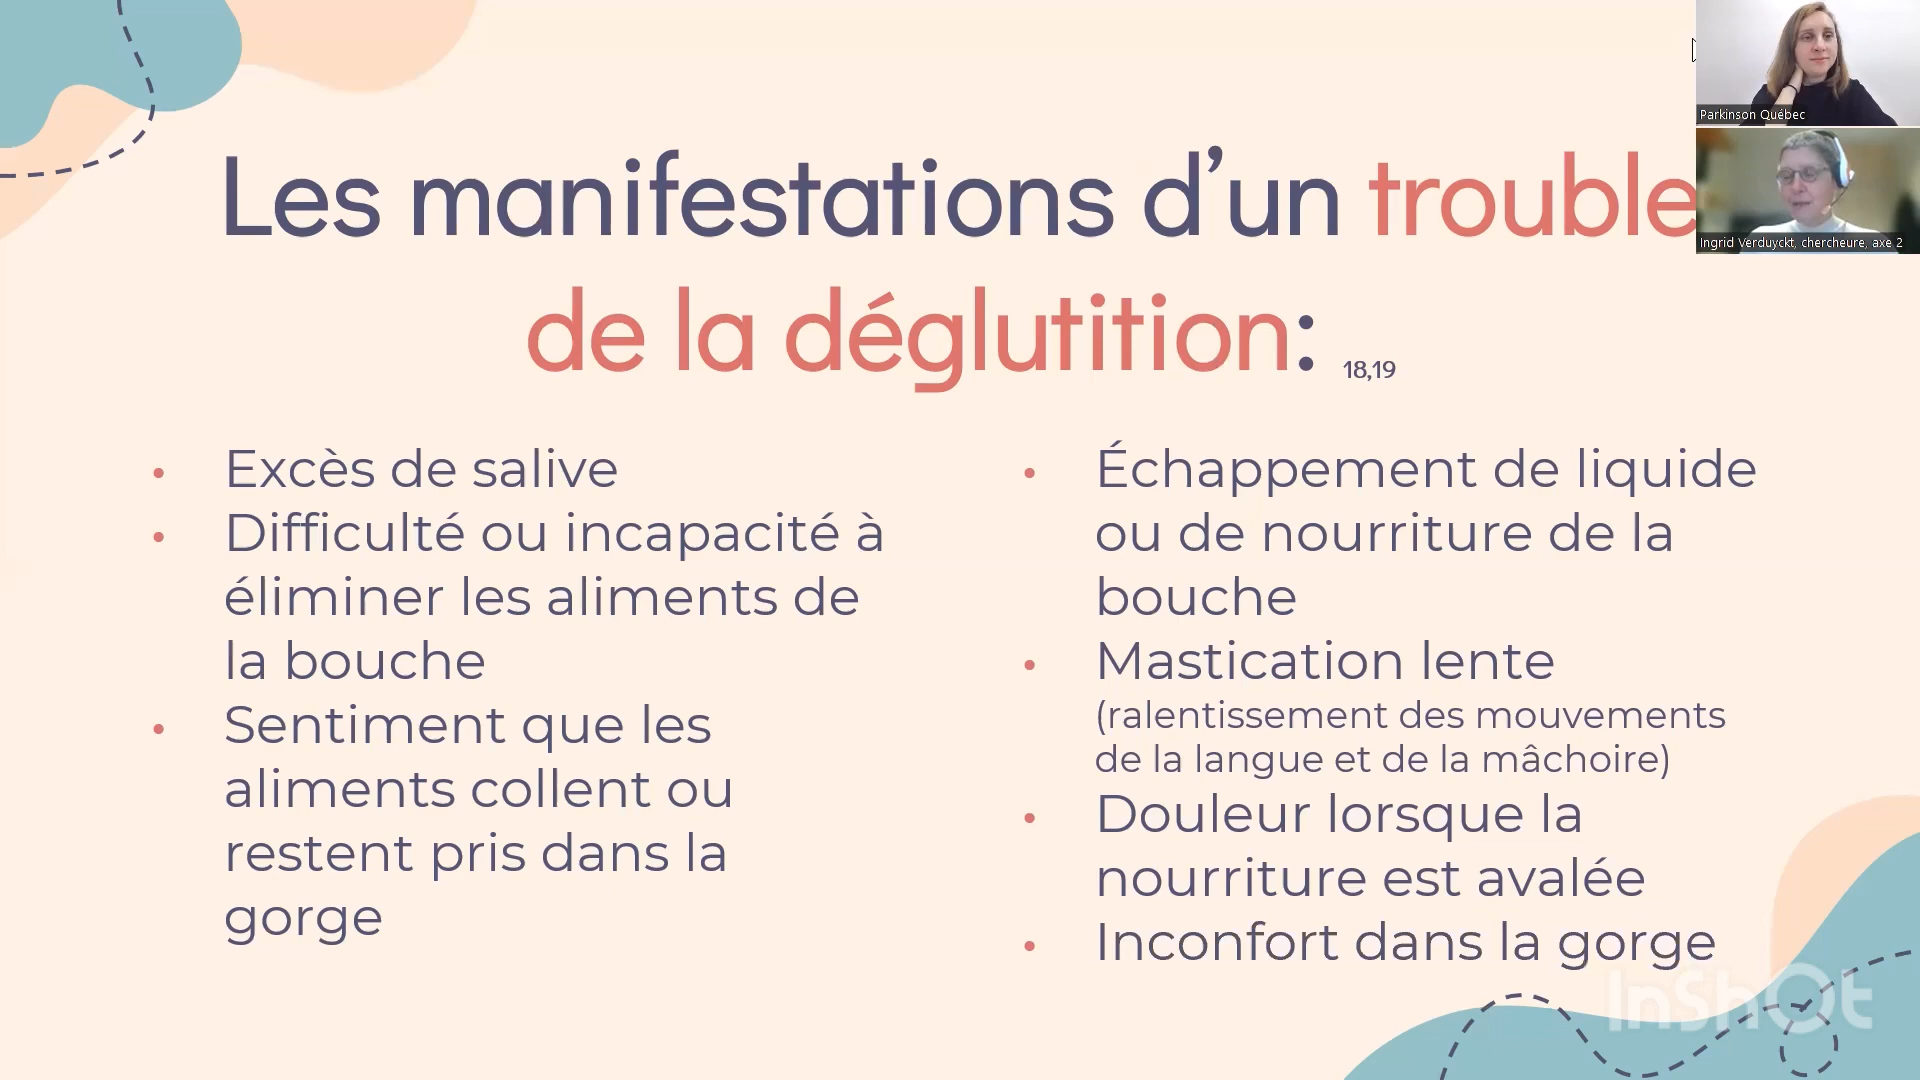 Les manifestations d’un trouble
de la déglutition: 18,19
• Excès de salive
• Difficulté ou incapacité à
éliminer les aliments de
la bouche
• Sentiment que les
aliments collent ou
restent pris dans la
gorge
• Échappement de liquide
ou de nourriture de la
bouche
• Mastication lente
(ralentissement des mouvements
de la langue et de la mâchoire)
• Douleur lorsque la
nourriture est avalée
• Inconfort dans la gorge
Parkinson Québec
Ingrid Verduyckt, chercheure, axe 2
InShOt